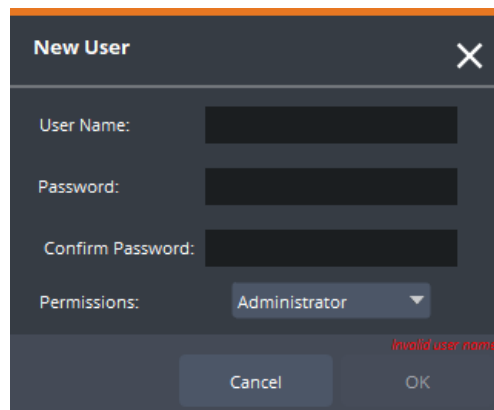 New User
User Name:
Password:
Confirm Password:
Permissions: Administrator
Invalid user name
Cancel OK